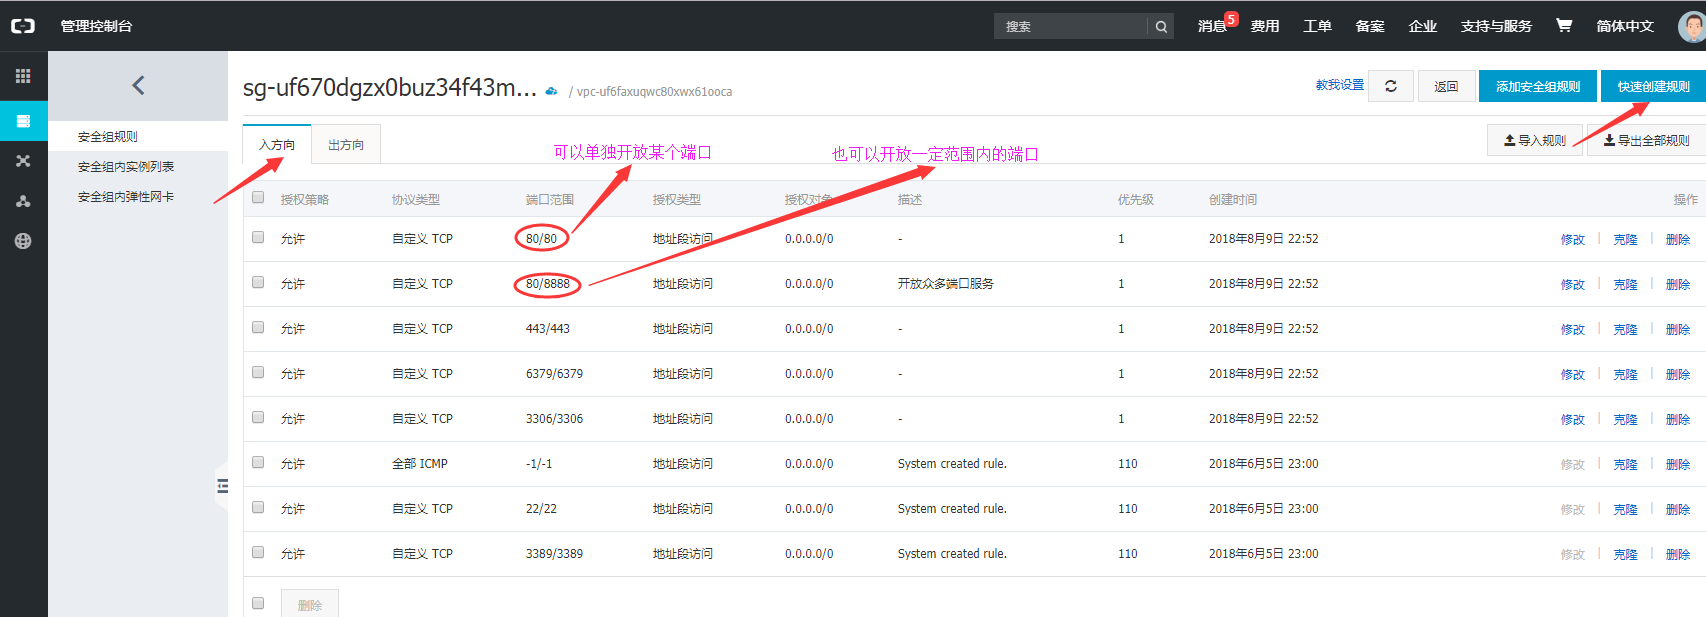 管理控制台 搜索 消息 5 费用 工单 备案 企业 支持与服务 简体中文
sg-uf670dgzx0buz34f43m... / vpc-uf6faxuqwc80xwx61ooca 教我设置 返回 添加安全组规则 快速创建规则
安全组规则
安全组内实例列表
安全组内弹性网卡
入方向 出方向 可以单独开放某个端口 也可以开放一定范围内的端口 导入规则 导出全部规则
授权策略 协议类型 端口范围 授权类型 授权对象 描述 优先级 创建时间 操作
允许 自定义 TCP 80/80 地址段访问 0.0.0.0/0 - 1 2018年8月9日 22:52 修改 克隆 删除
允许 自定义 TCP 80/8888 地址段访问 0.0.0.0/0 开放众多端口服务 1 2018年8月9日 22:52 修改 克隆 删除
允许 自定义 TCP 443/443 地址段访问 0.0.0.0/0 - 1 2018年8月9日 22:52 修改 克隆 删除
允许 自定义 TCP 6379/6379 地址段访问 0.0.0.0/0 - 1 2018年8月9日 22:52 修改 克隆 删除
允许 自定义 TCP 3306/3306 地址段访问 0.0.0.0/0 - 1 2018年8月9日 22:52 修改 克隆 删除
允许 全部 ICMP -1/-1 地址段访问 0.0.0.0/0 System created rule. 110 2018年6月5日 23:00 修改 克隆 删除
允许 自定义 TCP 22/22 地址段访问 0.0.0.0/0 System created rule. 110 2018年6月5日 23:00 修改 克隆 删除
允许 自定义 TCP 3389/3389 地址段访问 0.0.0.0/0 System created rule. 110 2018年6月5日 23:00 修改 克隆 删除
删除